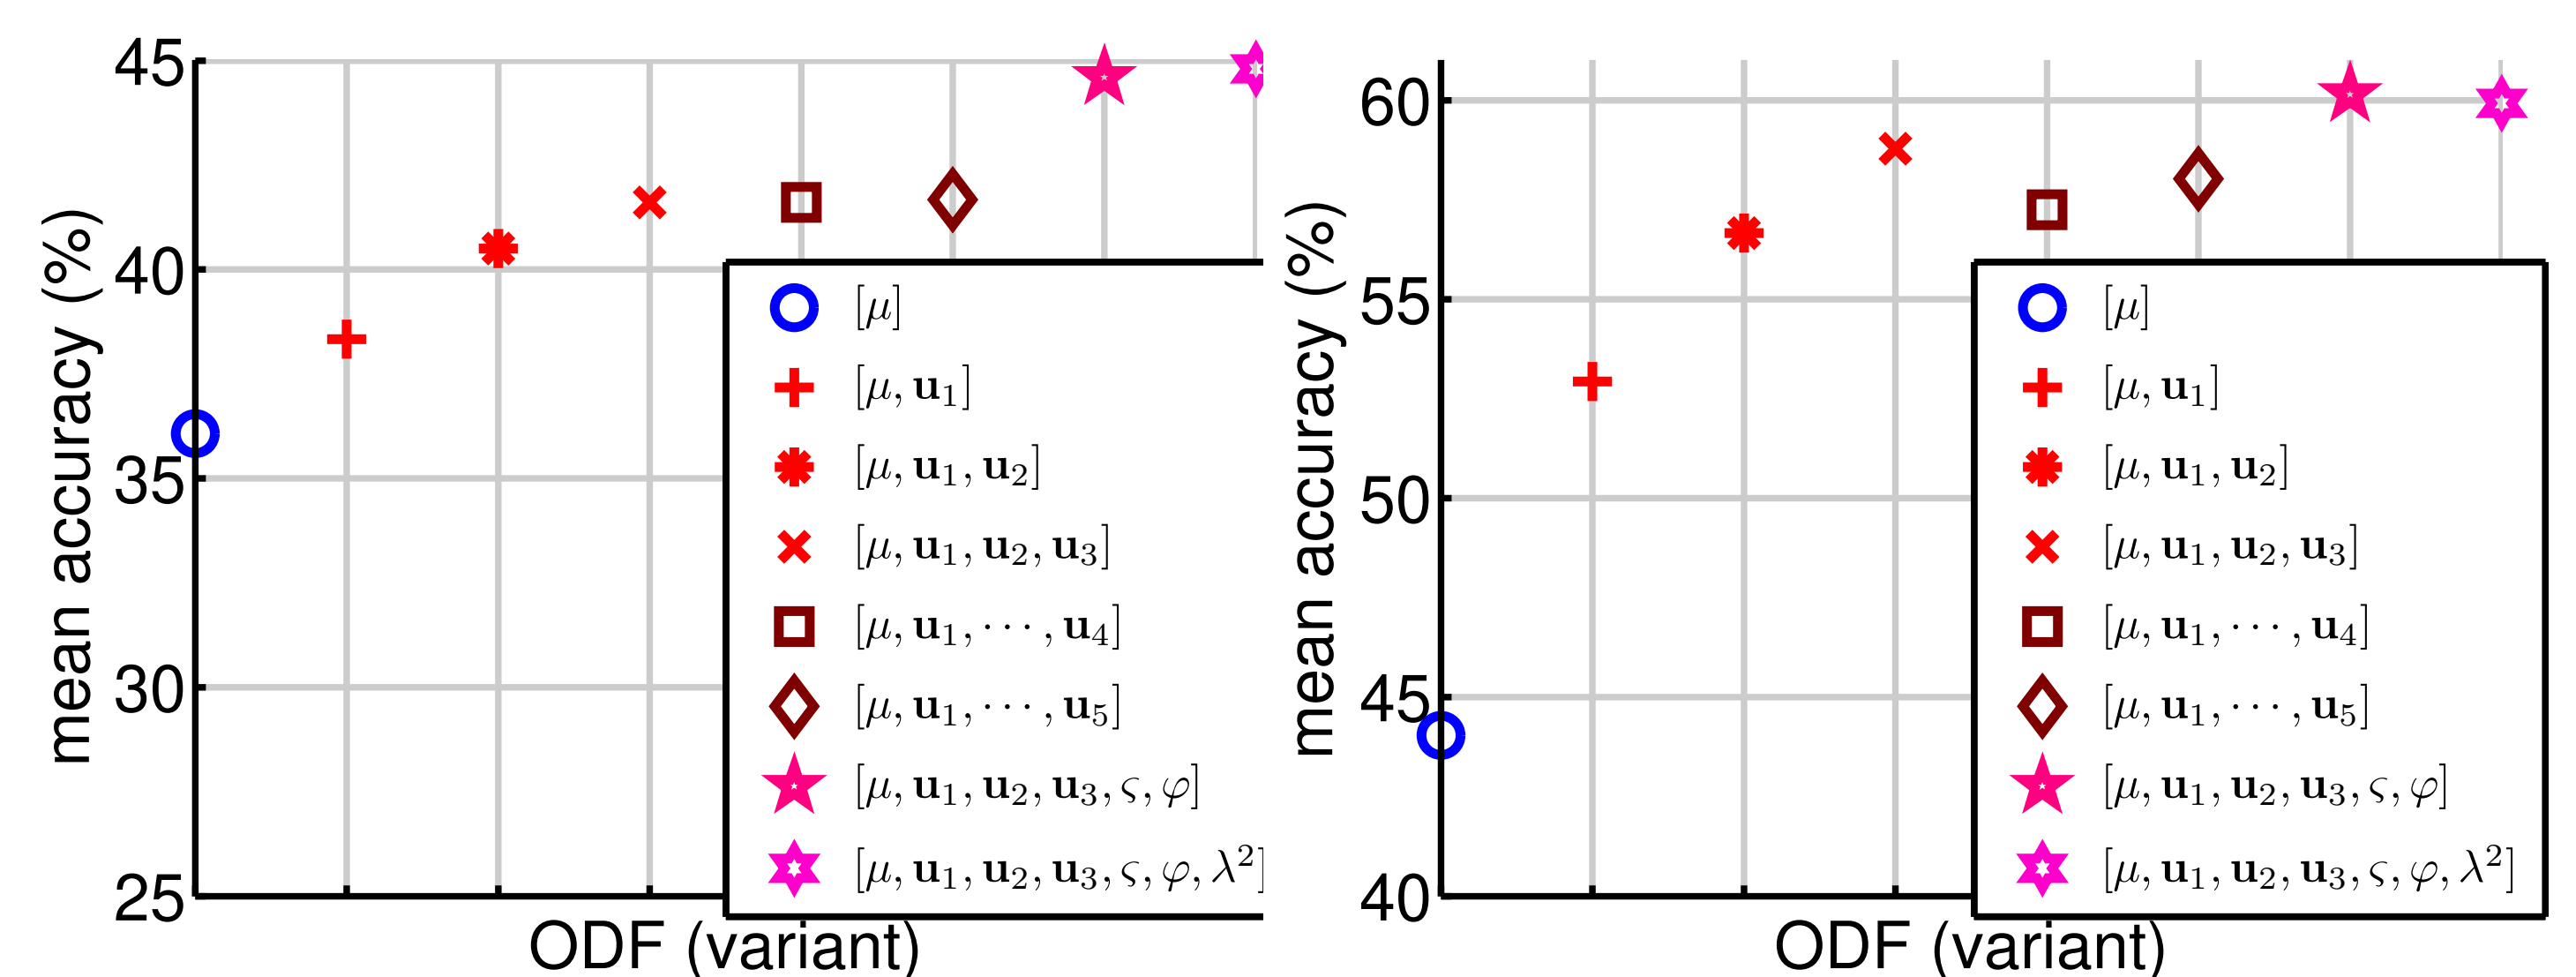 mean accuracy (%)
45
40
35
30
25
[μ]
[μ, u₁]
[μ, u₁, u₂]
[μ, u₁, u₂, u₃]
[μ, u₁, ⋯, u₄]
[μ, u₁, ⋯, u₅]
[μ, u₁, u₂, u₃, ς, φ]
[μ, u₁, u₂, u₃, ς, φ, λ²]
ODF (variant)
mean accuracy (%)
60
55
50
45
40
[μ]
[μ, u₁]
[μ, u₁, u₂]
[μ, u₁, u₂, u₃]
[μ, u₁, ⋯, u₄]
[μ, u₁, ⋯, u₅]
[μ, u₁, u₂, u₃, ς, φ]
[μ, u₁, u₂, u₃, ς, φ, λ²]
ODF (variant)